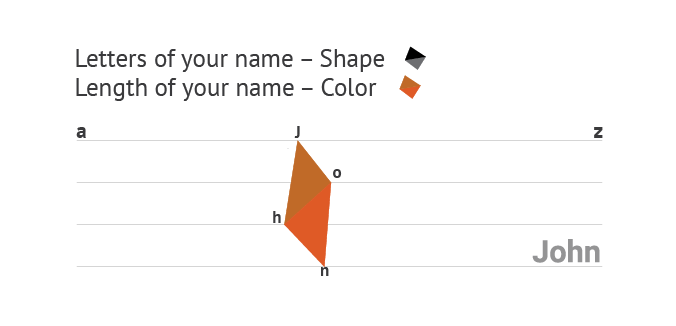 Letters of your name – Shape
Length of your name – Color
a J z
o
h
John
n